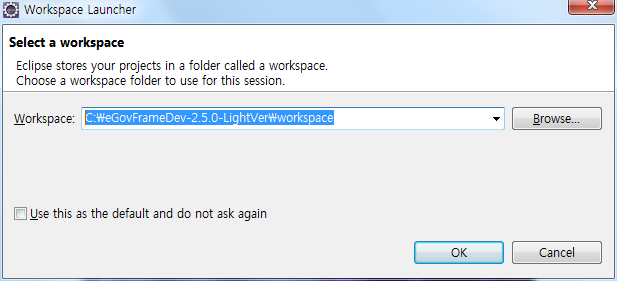 Workspace Launcher
Select a workspace
Eclipse stores your projects in a folder called a workspace.
Choose a workspace folder to use for this session.
Workspace: C:₩eGovFrameDev-2.5.0-LightVer₩workspace Browse...
Use this as the default and do not ask again
OK Cancel